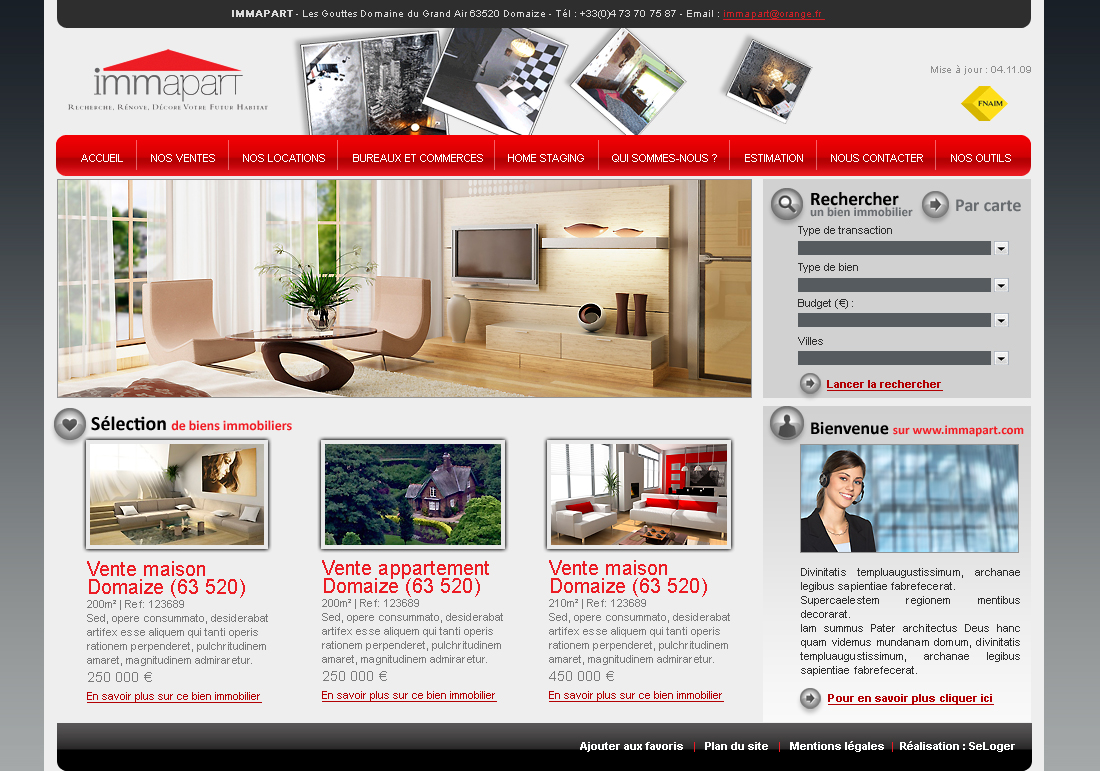 IMMAPART - Les Gouttes Domaine du Grand Air 63520 Domaize - Tél : +33(0)4 73 70 75 87 - Email : immapart@orange.fr
immapart
Recherche, Rénove, Décore Votre Futur Habitat
Mise à jour : 04.11.09
FNAIM
ACCUEIL NOS VENTES NOS LOCATIONS BUREAUX ET COMMERCES HOME STAGING QUI SOMMES-NOUS ? ESTIMATION NOUS CONTACTER NOS OUTILS
Rechercher
un bien immobilier
Par carte
Type de transaction
Type de bien
Budget (€) :
Villes
Lancer la rechercher
Sélection de biens immobiliers
Vente maison
Domaize (63 520)
200m² | Ref: 123689
Sed, opere consummato, desiderabat
artifex esse aliquem qui tanti operis
rationem perpenderet, pulchritudinem
amaret, magnitudinem admiraretur.
250 000 €
En savoir plus sur ce bien immobilier
Vente appartement
Domaize (63 520)
200m² | Ref: 123689
Sed, opere consummato, desiderabat
artifex esse aliquem qui tanti operis
rationem perpenderet, pulchritudinem
amaret, magnitudinem admiraretur.
250 000 €
En savoir plus sur ce bien immobilier
Vente maison
Domaize (63 520)
210m² | Ref: 123689
Sed, opere consummato, desiderabat
artifex esse aliquem qui tanti operis
rationem perpenderet, pulchritudinem
amaret, magnitudinem admiraretur.
450 000 €
En savoir plus sur ce bien immobilier
Bienvenue sur www.immapart.com
Divinitatis templuaugustissimum, archanae
legibus sapientiae fabrefecerat.
Supercaelestem regionem mentibus
decorarat.
Iam summus Pater architectus Deus hanc
quam videmus mundanam domum, divinitatis
templuaugustissimum, archanae legibus
sapientiae fabrefecerat.
Pour en savoir plus cliquer ici
Ajouter aux favoris | Plan du site | Mentions légales | Réalisation : SeLoger